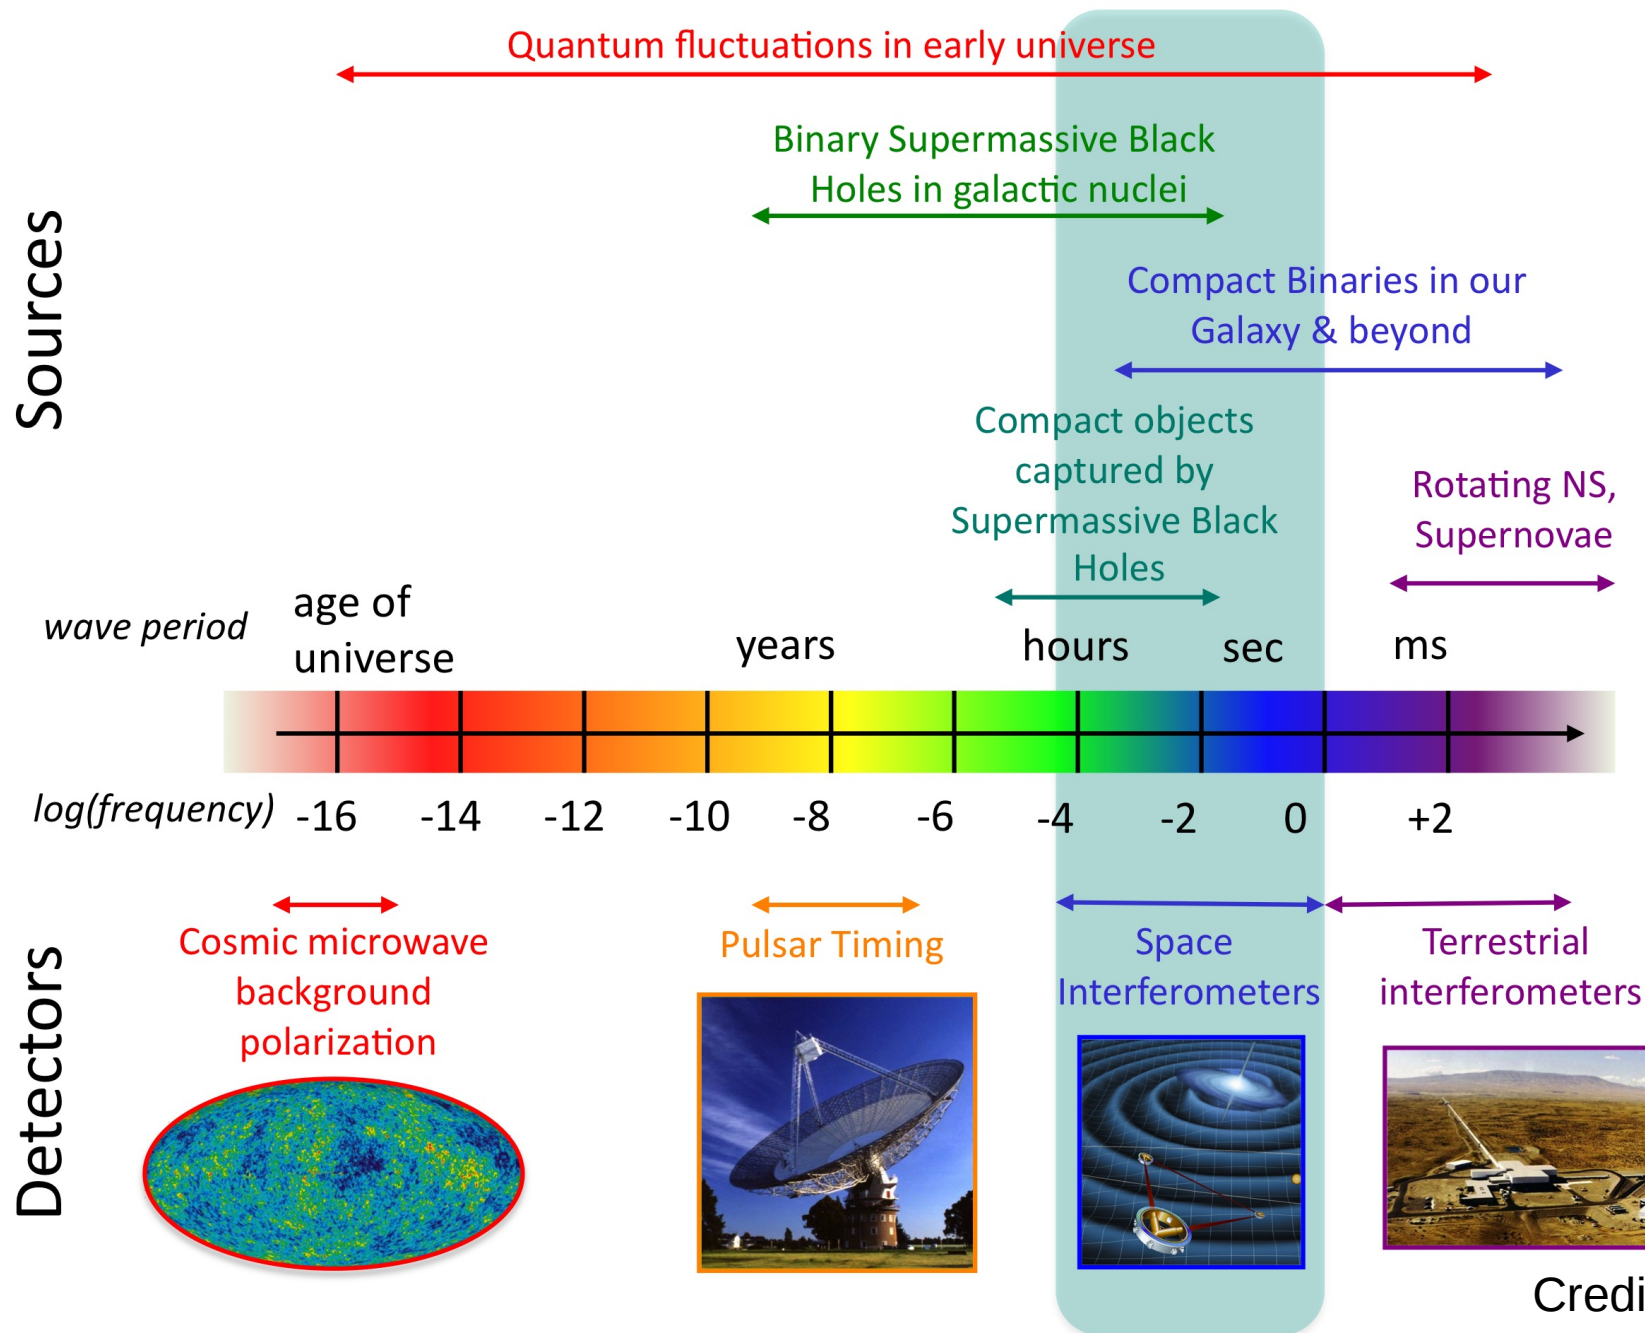 Quantum fluctuations in early universe
Binary Supermassive Black
Holes in galactic nuclei
Compact Binaries in our
Galaxy & beyond
Compact objects
captured by
Supermassive Black
Holes
Rotating NS,
Supernovae
Sources
wave period
age of
universe
years
hours
sec
ms
log(frequency)
-16
-14
-12
-10
-8
-6
-4
-2
0
+2
Detectors
Cosmic microwave
background
polarization
Pulsar Timing
Space
Interferometers
Terrestrial
interferometers
Credi